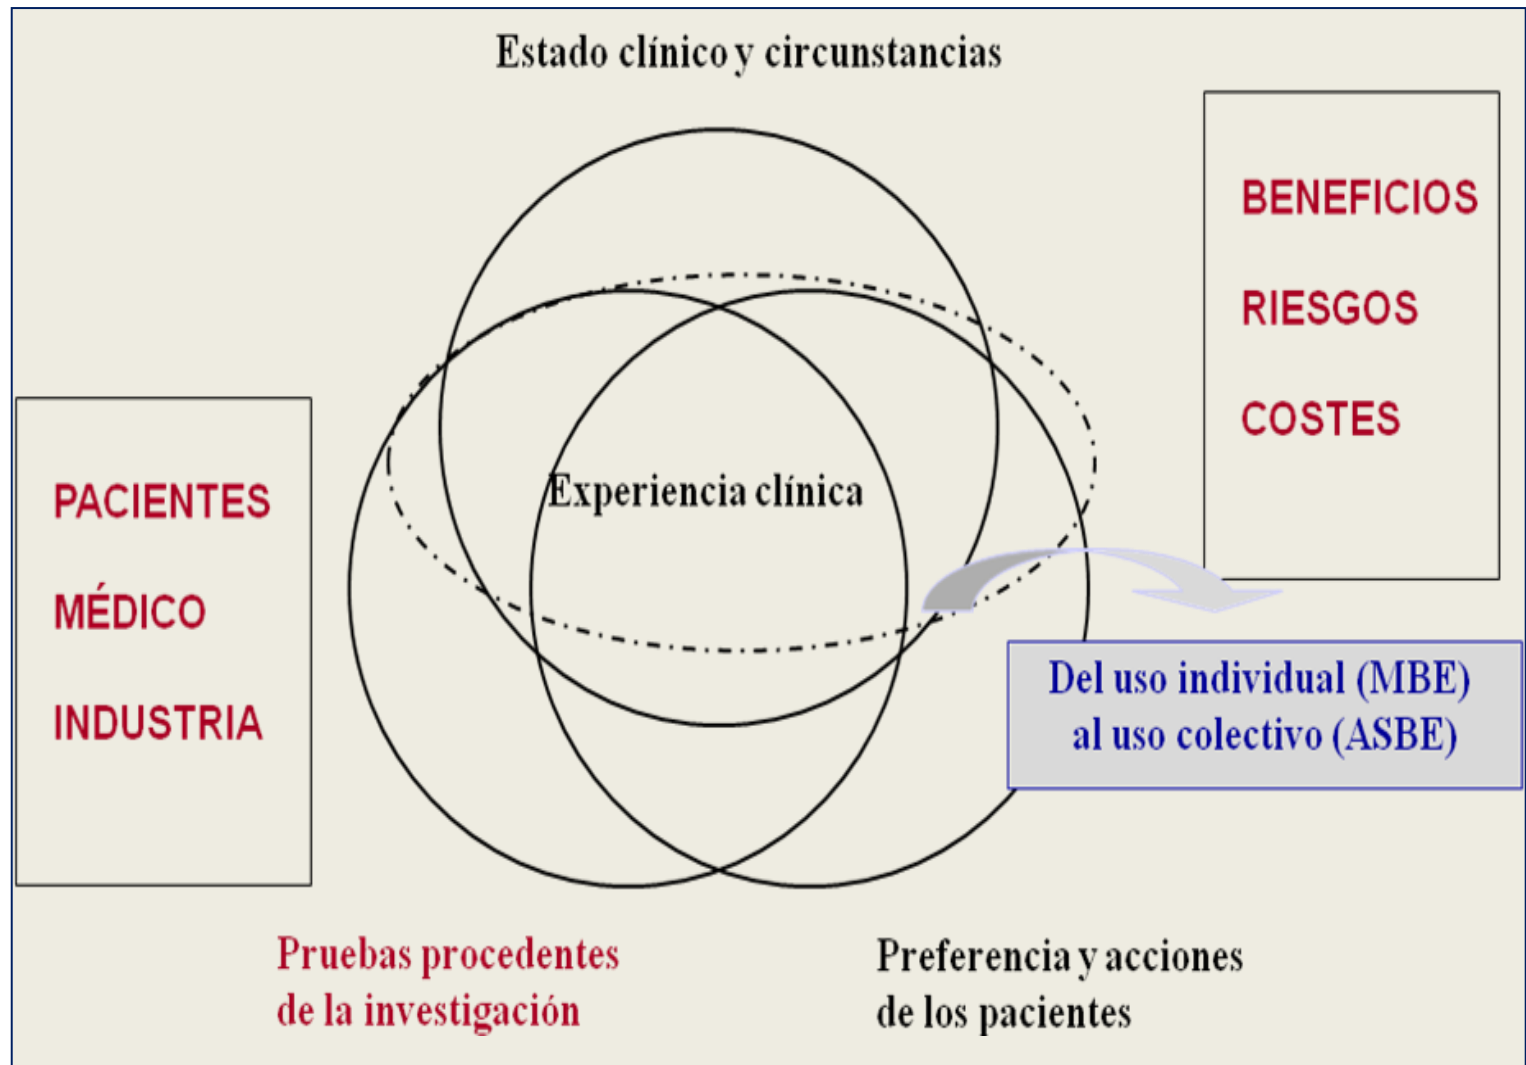 Estado clínico y circunstancias
BENEFICIOS
RIESGOS
COSTES
Experiencia clínica
PACIENTES
MÉDICO
INDUSTRIA
Del uso individual (MBE)
al uso colectivo (ASBE)
Pruebas procedentes
de la investigación
Preferencia y acciones
de los pacientes